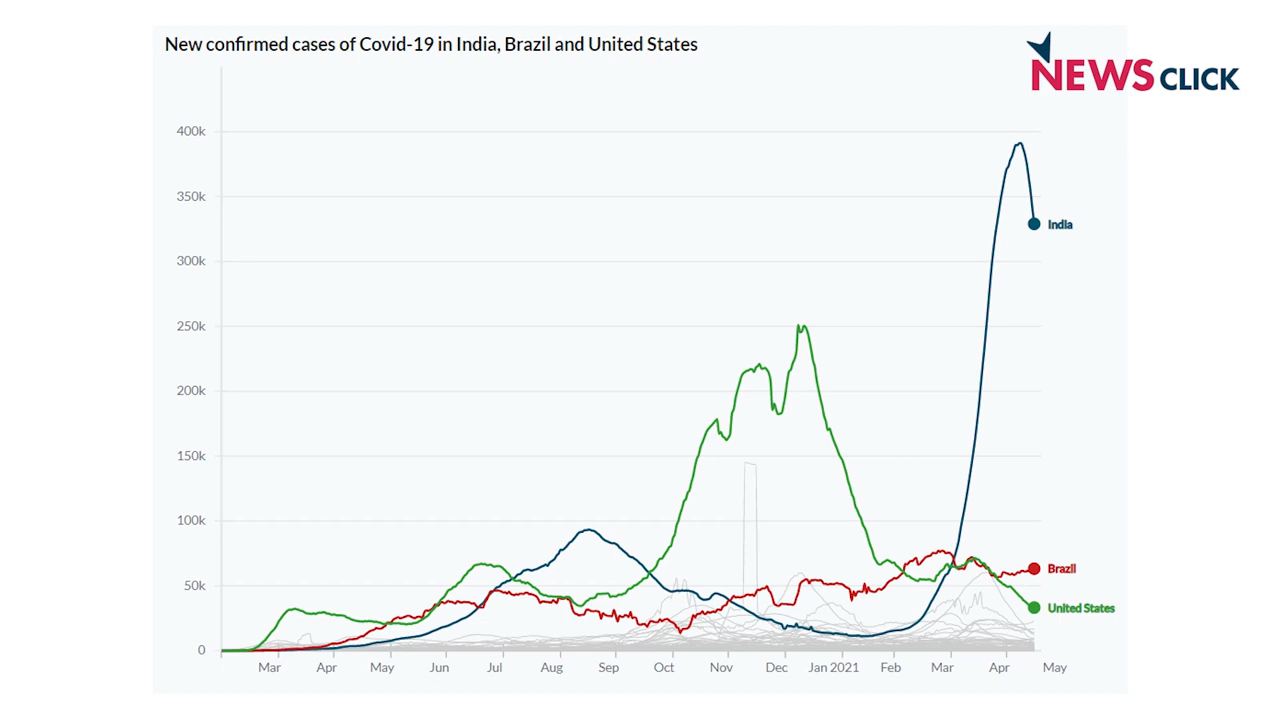 New confirmed cases of Covid-19 in India, Brazil and United States
NEWSCLICK
400k
350k
India
300k
250k
200k
150k
100k
Brazil
50k
United States
0
Mar Apr May Jun Jul Aug Sep Oct Nov Dec Jan 2021 Feb Mar Apr May